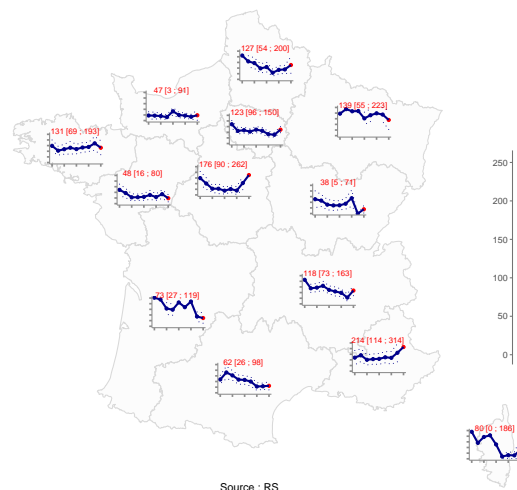 127 [54 ; 200]
47 [3 ; 91]
139 [55 ; 223]
123 [96 ; 150]
131 [69 ; 193]
176 [90 ; 262]
48 [16 ; 80]
38 [5 ; 71]
118 [73 ; 163]
73 [27 ; 119]
214 [114 ; 314]
62 [26 ; 98]
80 [0 ; 186]
250
200
150
100
50
0
Source : RS